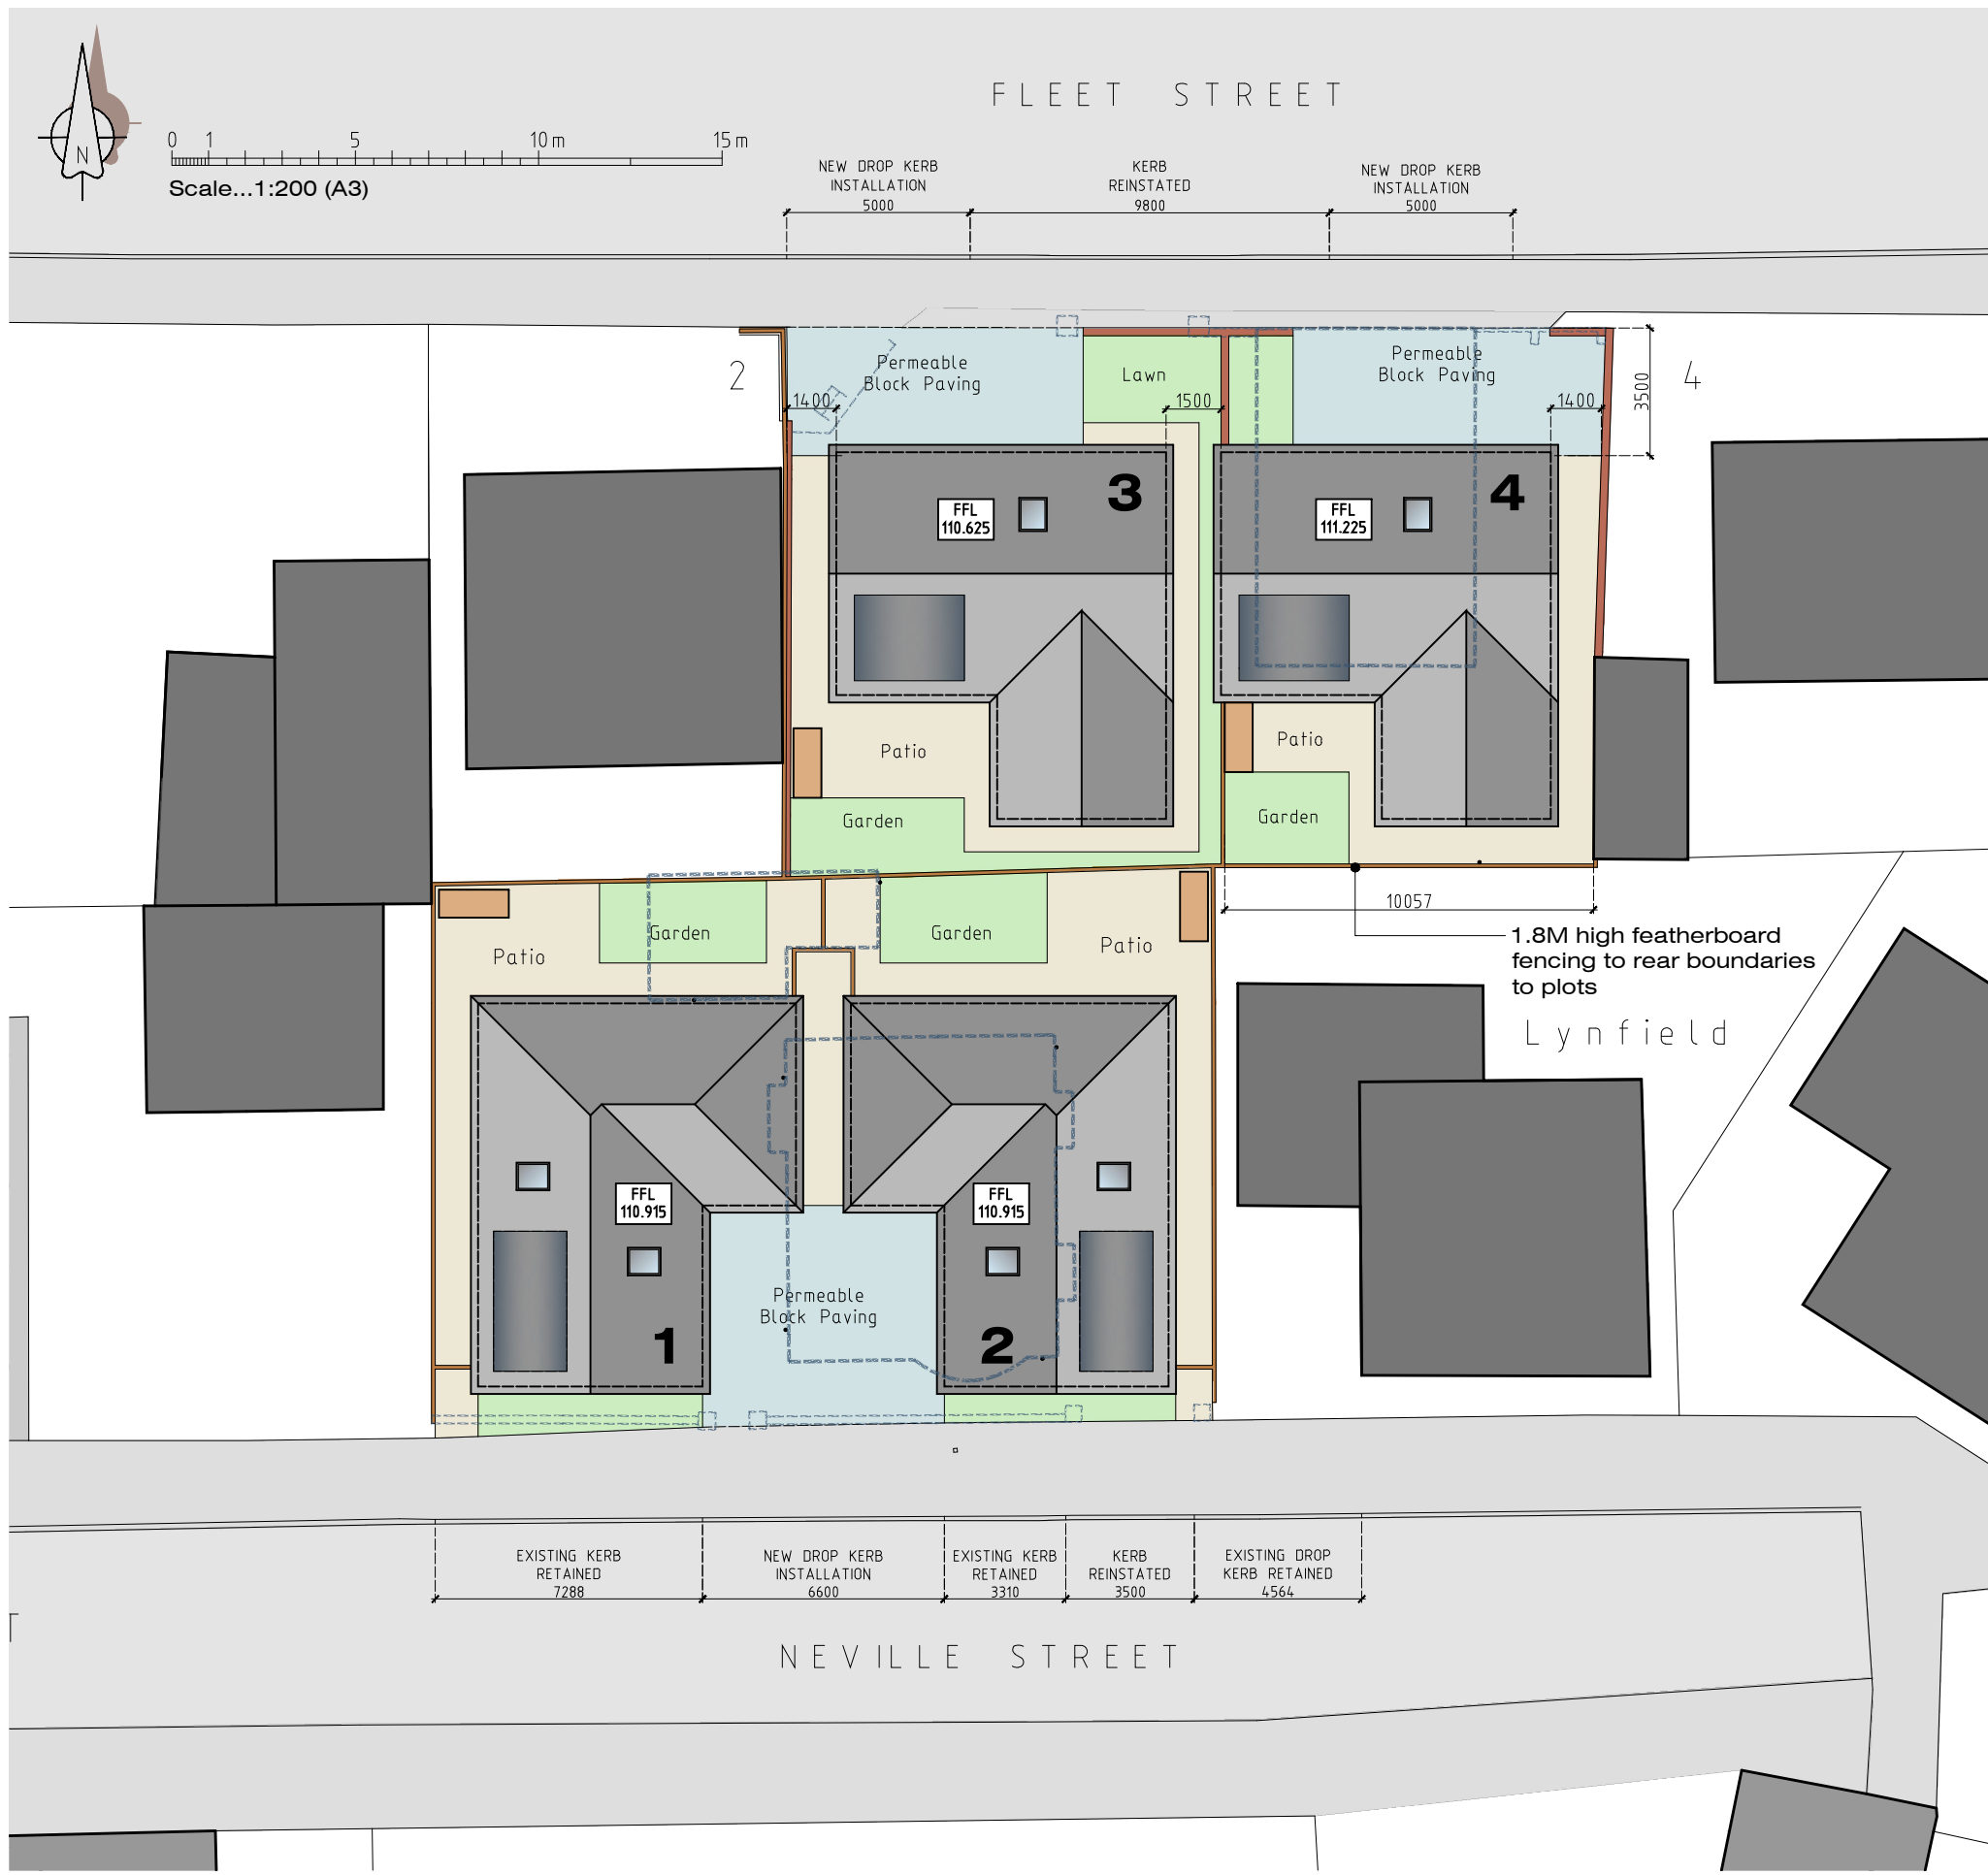 FLEET STREET
N
0 1 5 10m 15m
Scale...1:200 (A3)
NEW DROP KERB
INSTALLATION
5000
KERB
REINSTATED
9800
NEW DROP KERB
INSTALLATION
5000
2
Permeable
Block Paving
Lawn
Permeable
Block Paving
4
1400
1500
1400
3500
3
FFL
110.625
4
FFL
111.225
Patio
Garden
Patio
Garden
10057
1.8M high featherboard
fencing to rear boundaries
to plots
Lynfield
Patio
Garden
Garden
Patio
FFL
110.915
FFL
110.915
Permeable
Block Paving
1
2
EXISTING KERB
RETAINED
7288
NEW DROP KERB
INSTALLATION
6600
EXISTING KERB
RETAINED
3310
KERB
REINSTATED
3500
EXISTING DROP
KERB RETAINED
4564
NEVILLE STREET